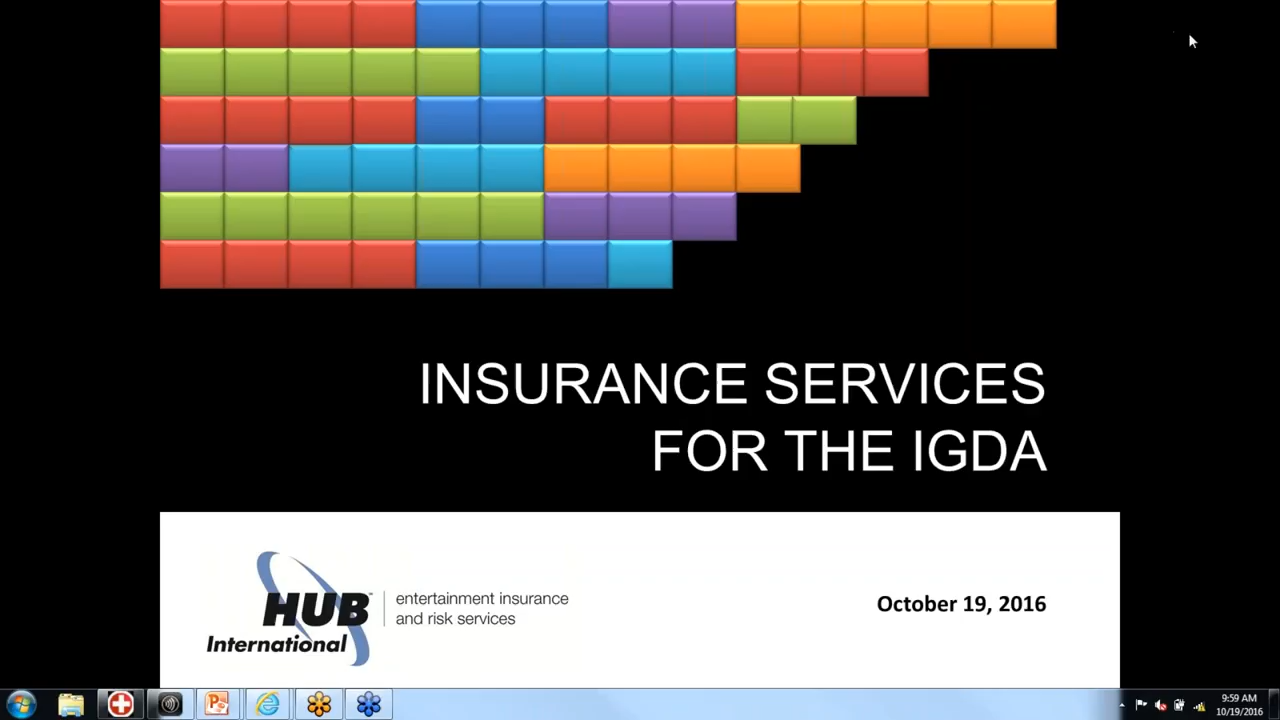 INSURANCE SERVICES
FOR THE IGDA
HUB
International
entertainment insurance
and risk services
October 19, 2016
9:59 AM
10/19/2016